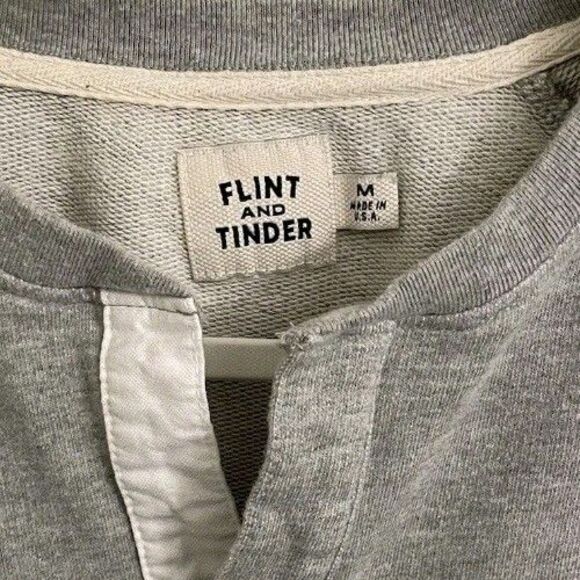 FLINT
AND
TINDER
M
MADE IN
U.S.A.